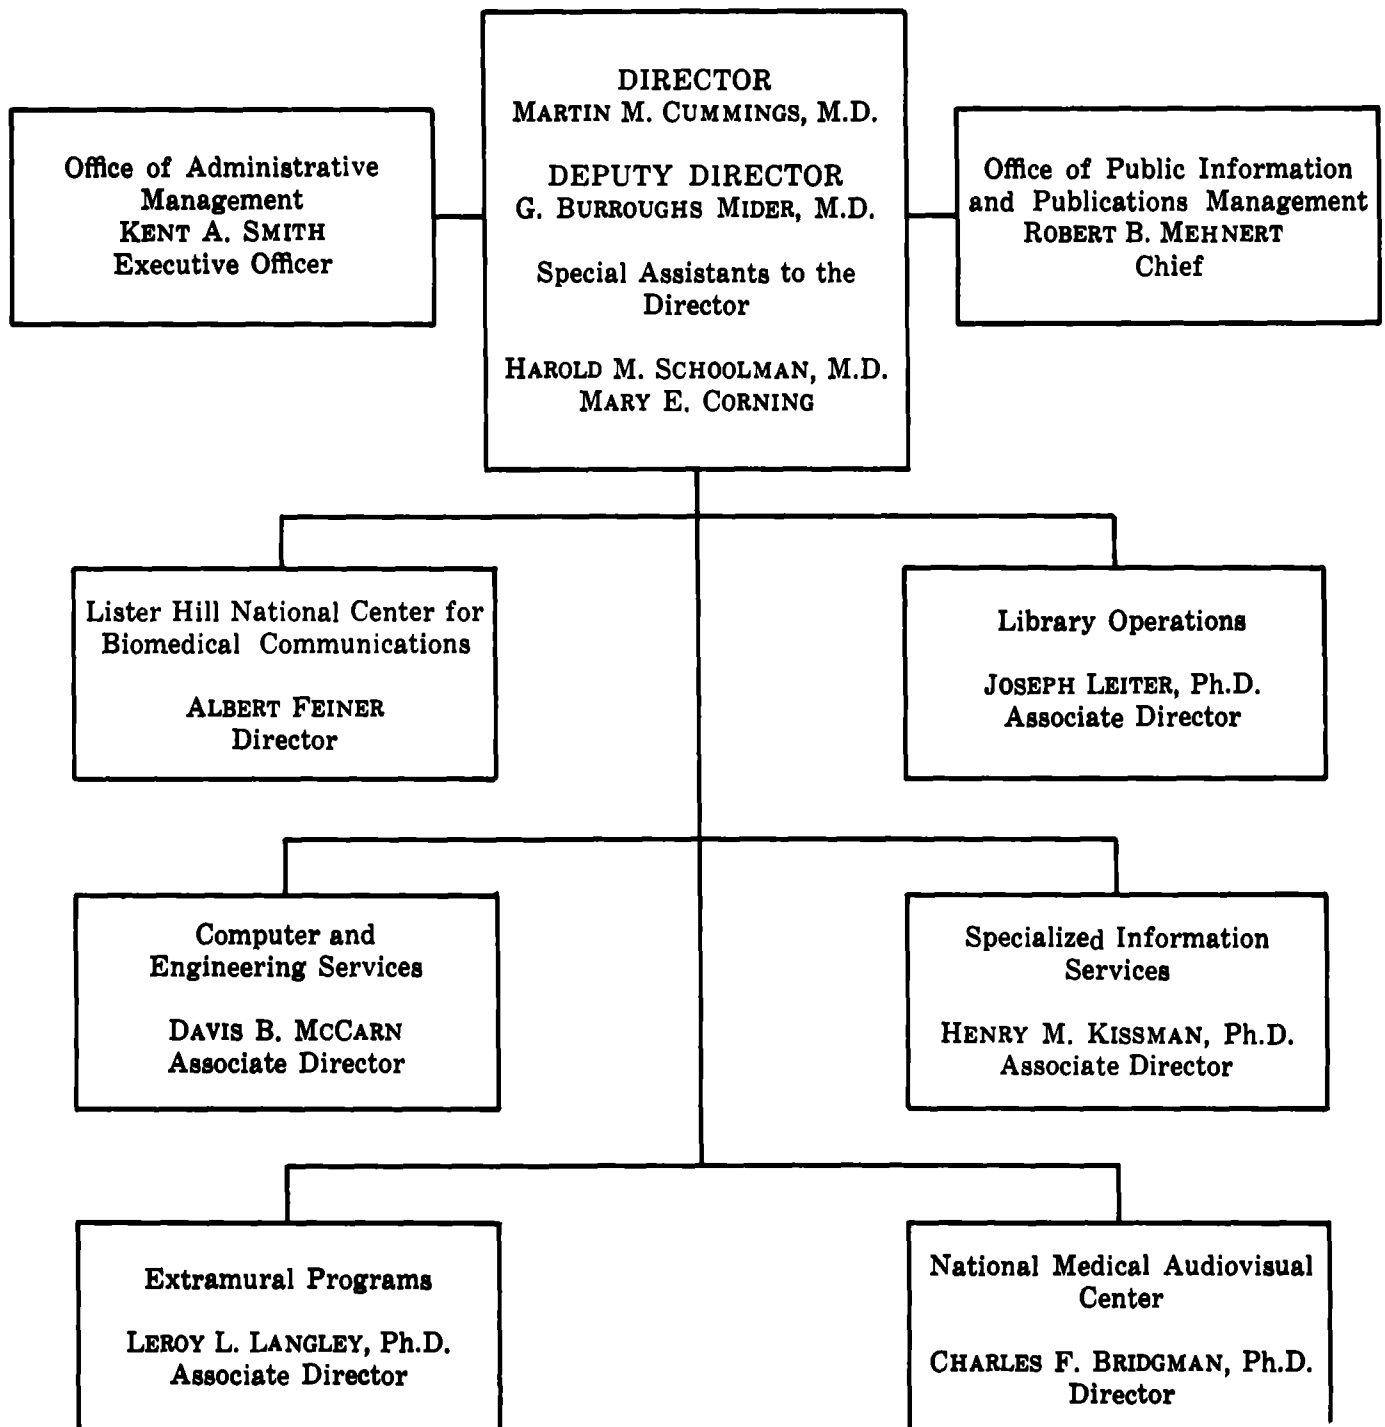 DIRECTOR
MARTIN M. CUMMINGS, M.D.
DEPUTY DIRECTOR
G. BURROUGHS MIDER, M.D.
Special Assistants to the
Director
HAROLD M. SCHOOLMAN, M.D.
MARY E. CORNING
Office of Administrative
Management
KENT A. SMITH
Executive Officer
Office of Public Information
and Publications Management
ROBERT B. MEHNERT
Chief
Lister Hill National Center for
Biomedical Communications
ALBERT FEINER
Director
Library Operations
JOSEPH LEITER, Ph.D.
Associate Director
Computer and
Engineering Services
DAVIS B. MCCARN
Associate Director
Specialized Information
Services
HENRY M. KISSMAN, Ph.D.
Associate Director
Extramural Programs
LEROY L. LANGLEY, Ph.D.
Associate Director
National Medical Audiovisual
Center
CHARLES F. BRIDGMAN, Ph.D.
Director